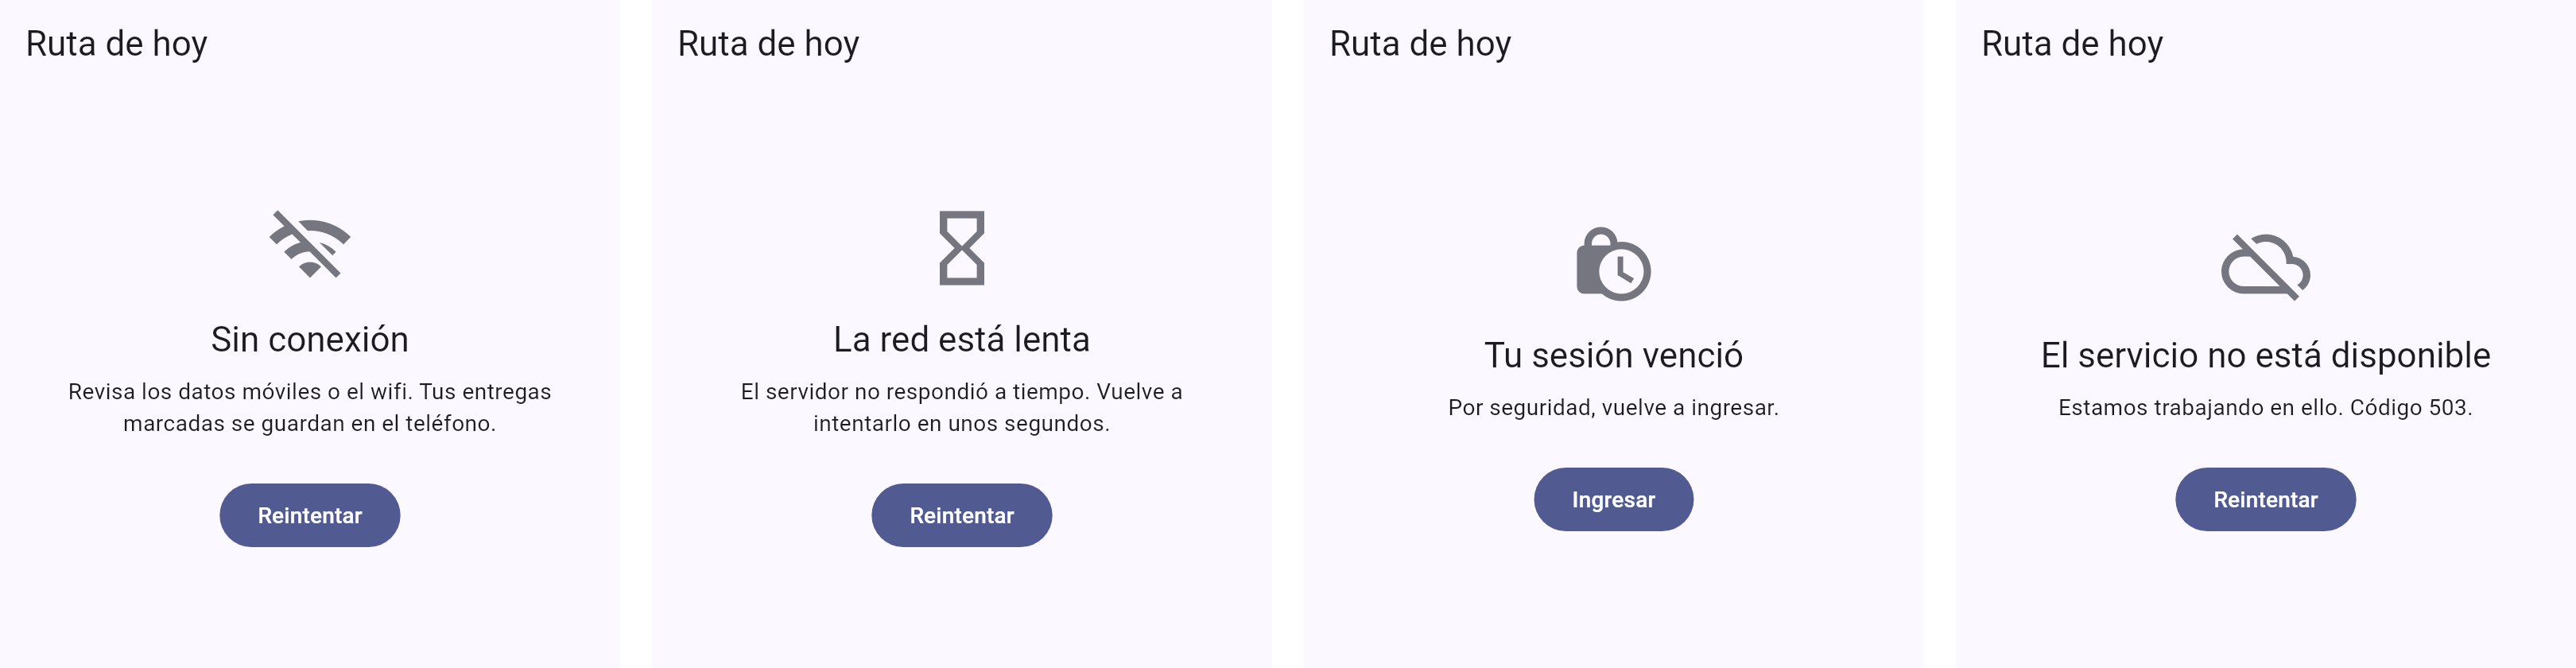 Ruta de hoy
Sin conexión
Revisa los datos móviles o el wifi. Tus entregas
marcadas se guardan en el teléfono.
Reintentar
Ruta de hoy
La red está lenta
El servidor no respondió a tiempo. Vuelve a
intentarlo en unos segundos.
Reintentar
Ruta de hoy
Tu sesión venció
Por seguridad, vuelve a ingresar.
Ingresar
Ruta de hoy
El servicio no está disponible
Estamos trabajando en ello. Código 503.
Reintentar